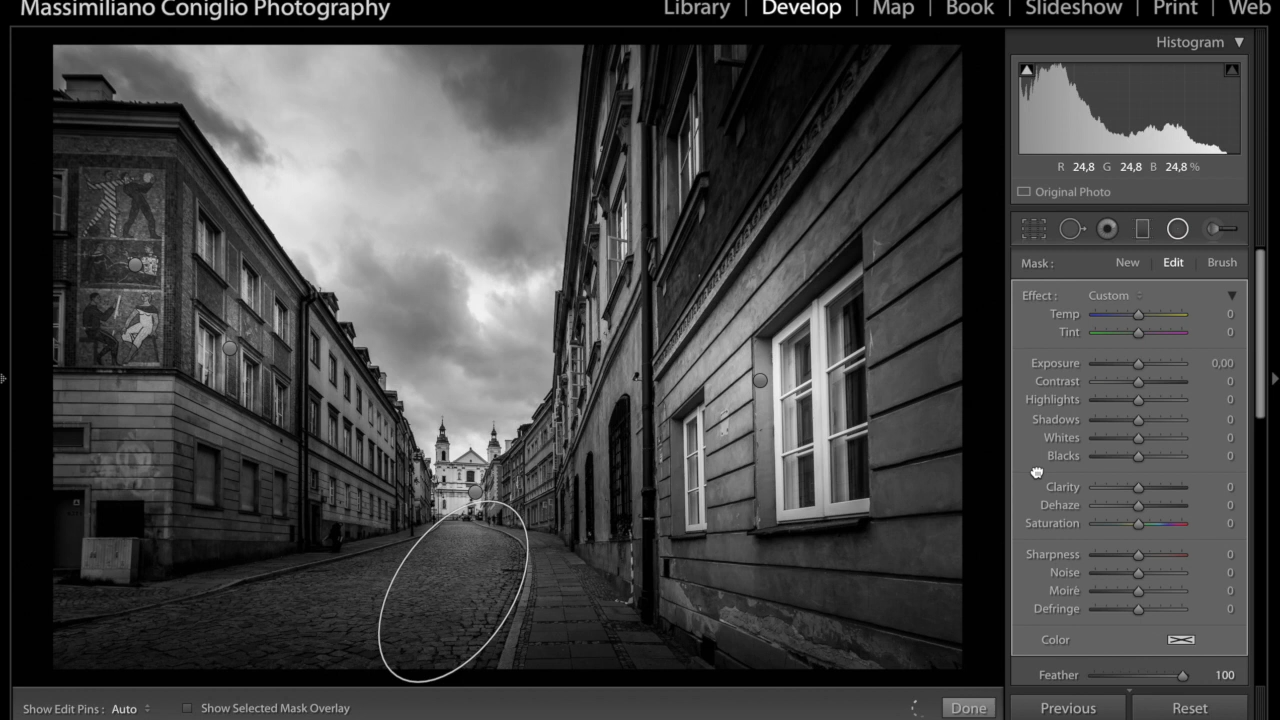 Massimiliano Coniglio Photography
Library | Develop | Map | Book | Slideshow | Print | Web
Histogram
R 24,8 G 24,8 B 24,8 %
Original Photo
Mask : New Edit Brush
Effect : Custom
Temp 0
Tint 0
Exposure 0,00
Contrast 0
Highlights 0
Shadows 0
Whites 0
Blacks 0
Clarity 0
Dehaze 0
Saturation 0
Sharpness 0
Noise 0
Moiré 0
Defringe 0
Color
Feather 100
Show Edit Pins : Auto Show Selected Mask Overlay Done Previous Reset